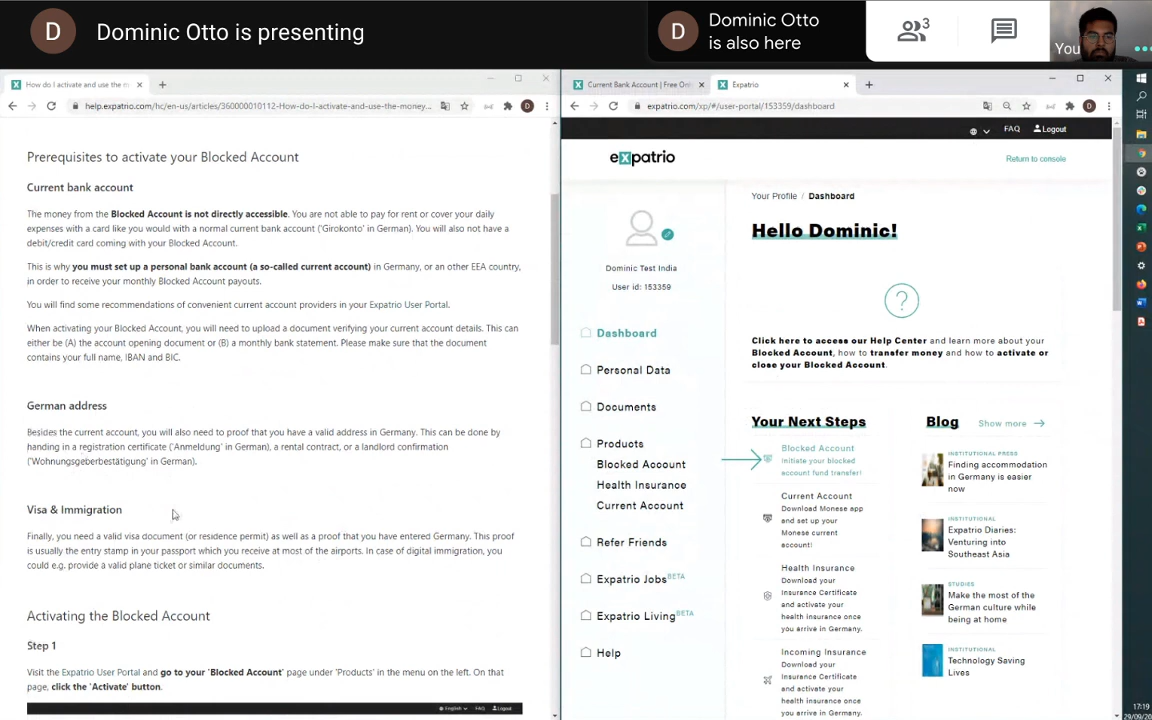 D
Dominic Otto is presenting
D
Dominic Otto
is also here
3
You
How do I activate and use the m
help.expatrio.com/hc/en-us/articles/360000010112-How-do-I-activate-and-use-the-money...
D
Prerequisites to activate your Blocked Account
Current bank account
The money from the Blocked Account is not directly accessible. You are not able to pay for rent or cover your daily
expenses with a card like you would with a normal current bank account ('Girokonto' in German). You will also not have a
debit/credit card coming with your Blocked Account.
This is why you must set up a personal bank account (a so-called current account) in Germany, or an other EEA country,
in order to receive your monthly Blocked Account payouts.
You will find some recommendations of convenient current account providers in your Expatrio User Portal.
When activating your Blocked Account, you will need to upload a document verifying your current account details. This can
either be (A) the account opening document or (B) a monthly bank statement. Please make sure that the document
contains your full name, IBAN and BIC.
German address
Besides the current account, you will also need to proof that you have a valid address in Germany. This can be done by
handing in a registration certificate ('Anmeldung' in German), a rental contract, or a landlord confirmation
('Wohnungsgeberbestätigung' in German).
Visa & Immigration
Finally, you need a valid visa document (or residence permit) as well as a proof that you have entered Germany. This proof
is usually the entry stamp in your passport which you receive at most of the airports. In case of digital immigration, you
could e.g. provide a valid plane ticket or similar documents.
Activating the Blocked Account
Step 1
Visit the Expatrio User Portal and go to your 'Blocked Account' page under 'Products' in the menu on the left. On that
page, click the 'Activate' button.
English
FAQ
Logout
Current Bank Account | Free Onl
Expatrio
expatrio.com/xp/#/user-portal/153359/dashboard
D
FAQ
Logout
expatrio
Return to console
Dominic Test India
User id: 153359
Dashboard
Personal Data
Documents
Products
Blocked Account
Health Insurance
Current Account
Refer Friends
Expatrio Jobs BETA
Expatrio Living BETA
Help
Your Profile / Dashboard
Hello Dominic!
?
Click here to access our Help Center and learn more about your
Blocked Account, how to transfer money and how to activate or
close your Blocked Account.
Your Next Steps
Blocked Account
Initiate your blocked
account fund transfer!
Current Account
Download Monese app
and set up your
Monese current
account!
Health Insurance
Download your
Insurance Certificate
and activate your
health insurance once
you arrive in Germany.
Incoming Insurance
Download your
Insurance Certificate
and activate your
health insurance once
you arrive in Germany.
Blog
Show more
INSTITUTIONAL PRESS
Finding accommodation
in Germany is easier
now
INSTITUTIONAL
Expatrio Diaries:
Venturing into
Southeast Asia
STUDIES
Make the most of the
German culture while
being at home
INSTITUTIONAL
Technology Saving
Lives
17:19
29/09/20